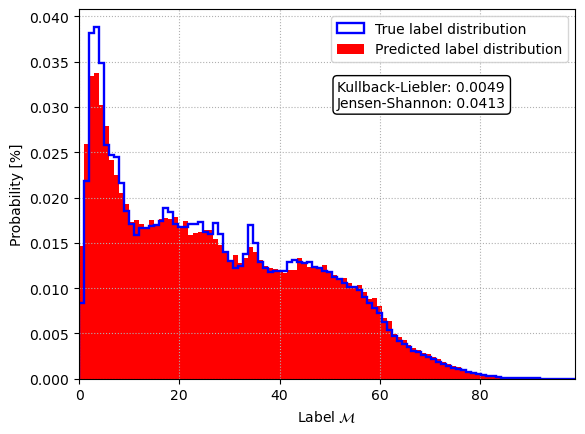 True label distribution
Predicted label distribution
Kullback-Liebler: 0.0049
Jensen-Shannon: 0.0413
Probability [%]
0.040
0.035
0.030
0.025
0.020
0.015
0.010
0.005
0.000
0 20 40 60 80
Label ℳ